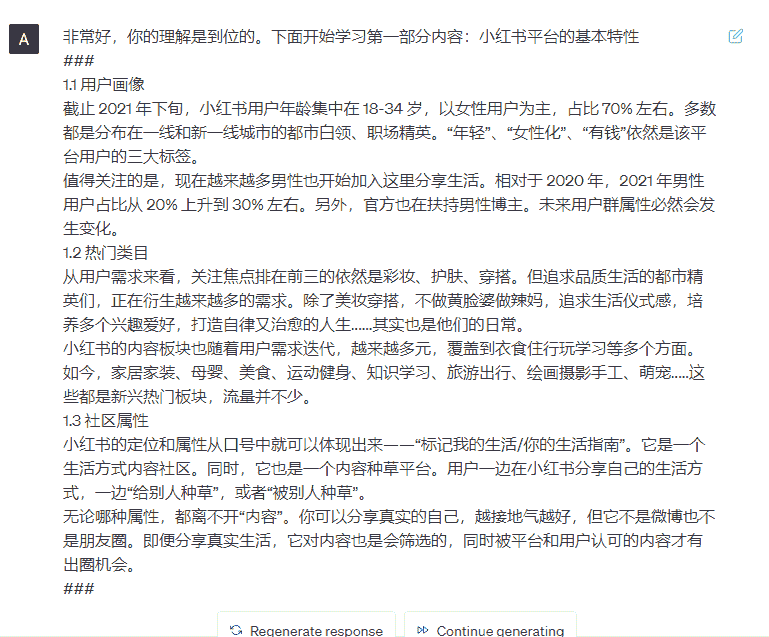 A
非常好，你的理解是到位的。下面开始学习第一部分内容：小红书平台的基本特性
###
1.1 用户画像
截止 2021 年下旬，小红书用户年龄集中在 18-34 岁，以女性用户为主，占比 70% 左右。多数
都是分布在一线和新一线城市的都市白领、职场精英。“年轻”、“女性化”、“有钱”依然是该平
台用户的三大标签。
值得关注的是，现在越来越多男性也开始加入这里分享生活。相对于 2020 年，2021 年男性
用户占比从 20% 上升到 30% 左右。另外，官方也在扶持男性博主。未来用户群属性必然会发
生变化。
1.2 热门类目
从用户需求来看，关注焦点排在前三的依然是彩妆、护肤、穿搭。但追求品质生活的都市精
英们，正在衍生越来越多的需求。除了美妆穿搭，不做黄脸婆做辣妈，追求生活仪式感，培
养多个兴趣爱好，打造自律又治愈的人生......其实也是他们的日常。
小红书的内容板块也随着用户需求迭代，越来越多元，覆盖到衣食住行玩学习等多个方面。
如今，家居家装、母婴、美食、运动健身、知识学习、旅游出行、绘画摄影手工、萌宠.....这
些都是新兴热门板块，流量并不少。
1.3 社区属性
小红书的定位和属性从口号中就可以体现出来——“标记我的生活/你的生活指南”。它是一个
生活方式内容社区。同时，它也是一个内容种草平台。用户一边在小红书分享自己的生活方
式，一边“给别人种草”，或者“被别人种草”。
无论哪种属性，都离不开“内容”。你可以分享真实的自己，越接地气越好，但它不是微博也不
是朋友圈。即便分享真实生活，它对内容也是会筛选的，同时被平台和用户认可的内容才有
出圈机会。
###
Regenerate response
Continue generating